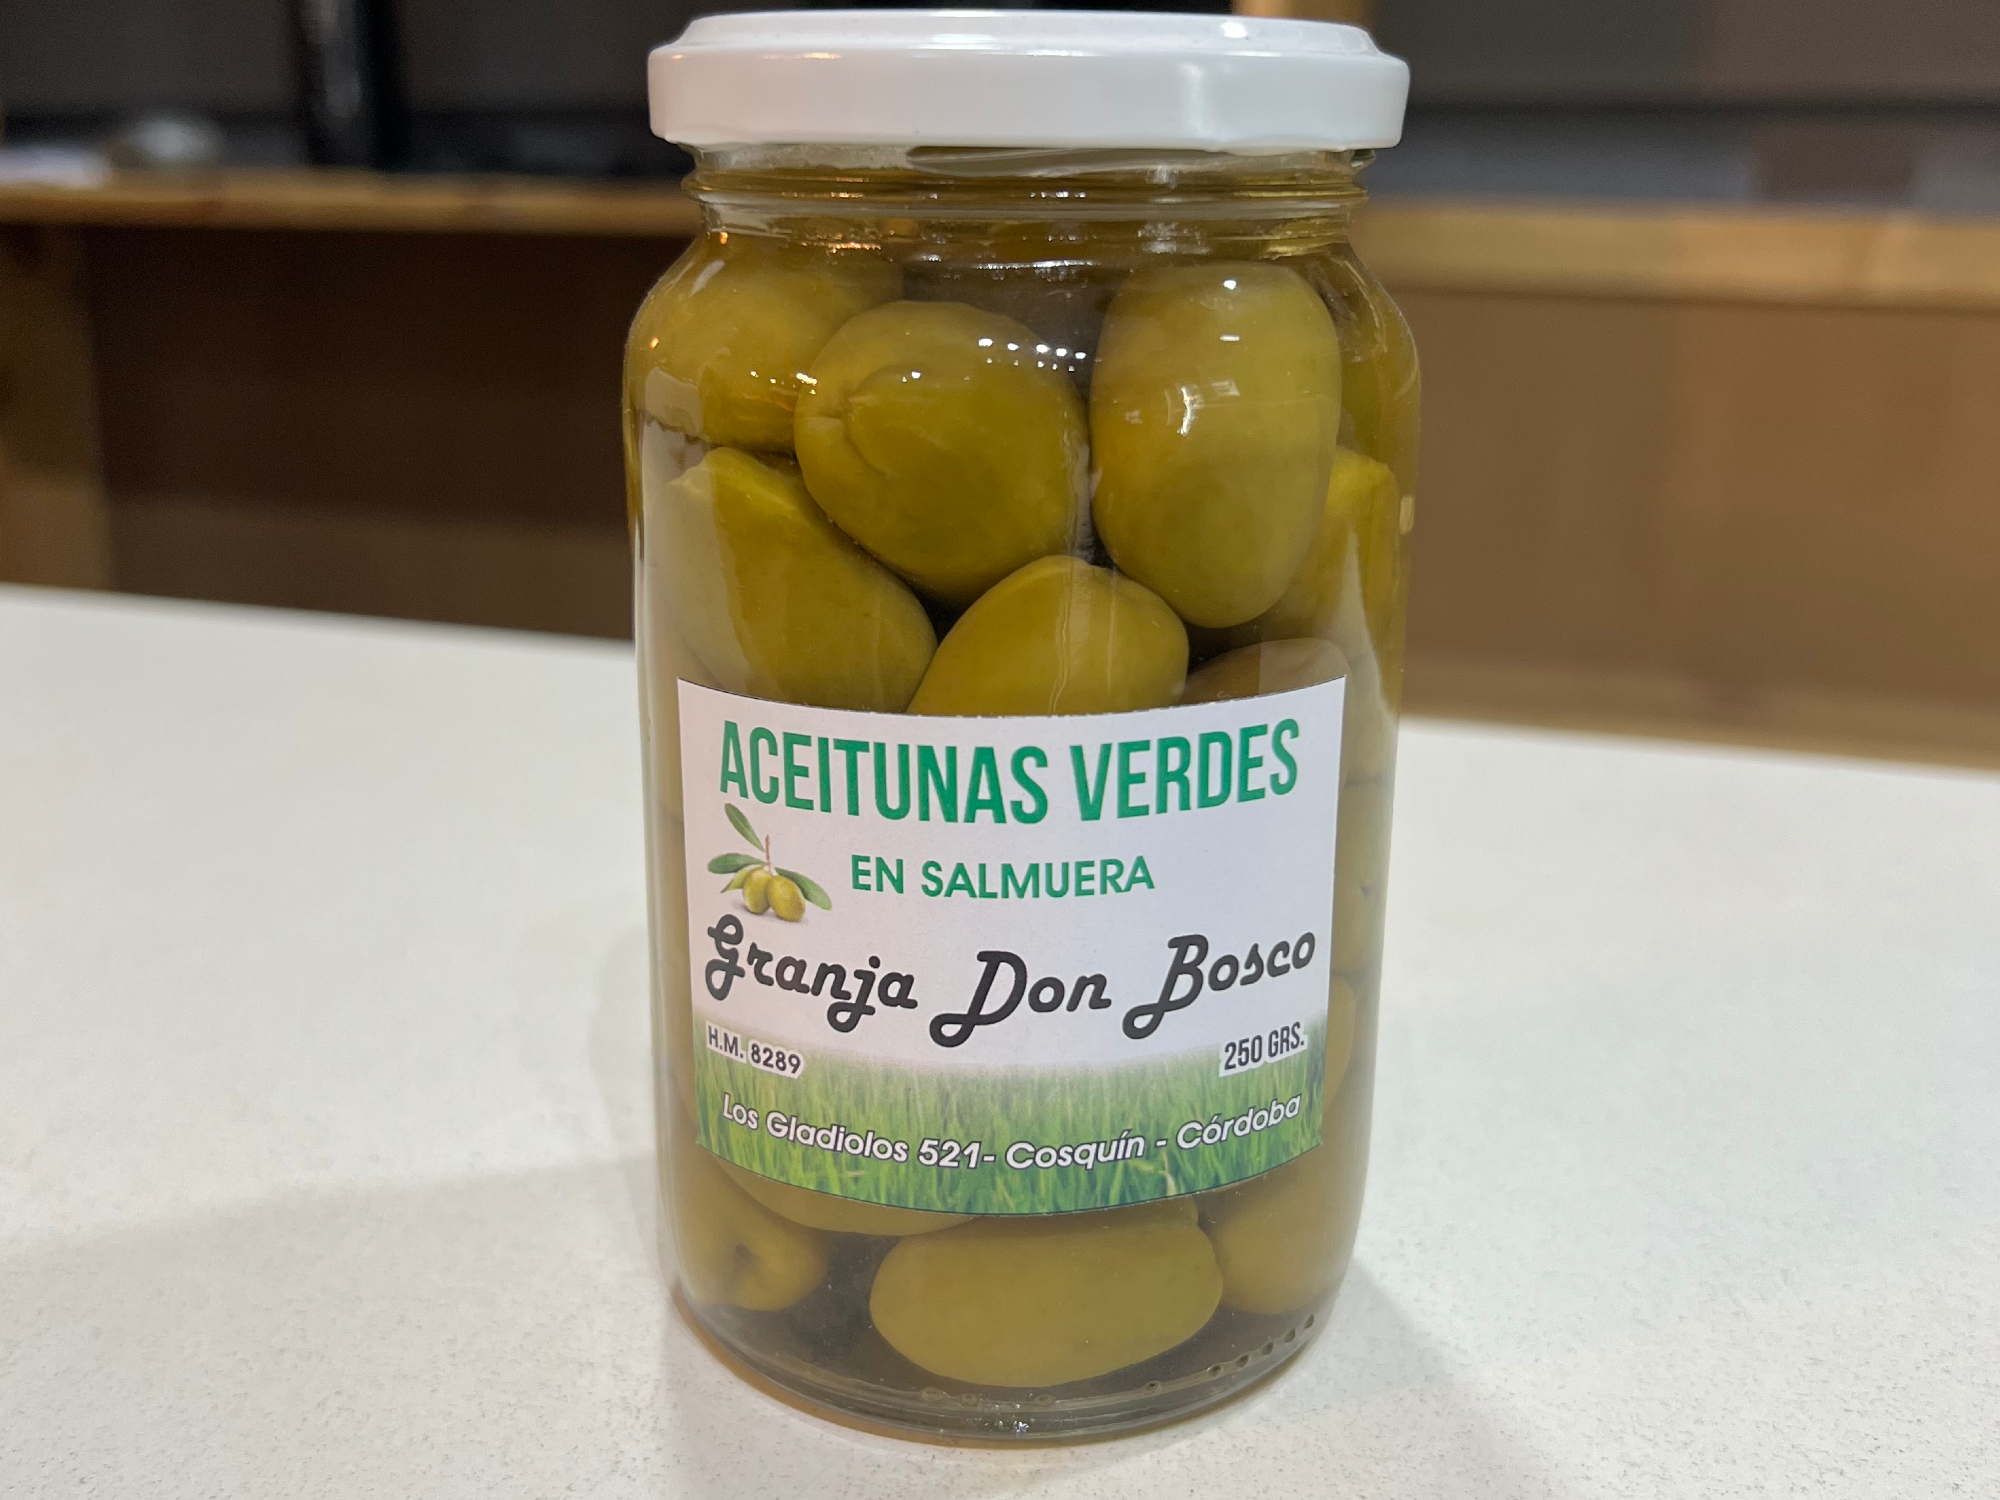 ACEITUNAS VERDES
EN SALMUERA
Granja Don Bosco
H.M. 8289
250 GRS.
Los Gladiolos 521- Cosquín - Córdoba